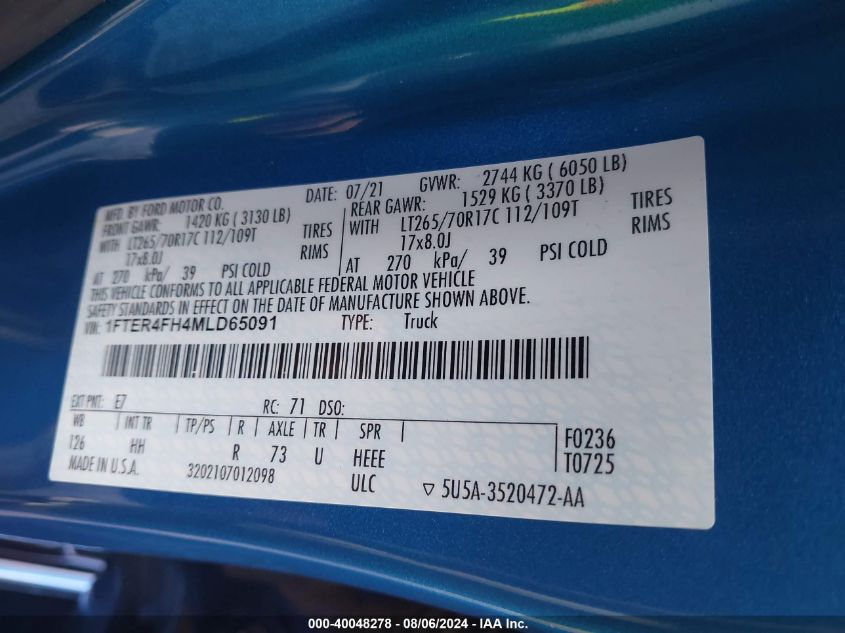 MFD. BY FORD MOTOR CO. DATE: 07/21 GVWR: 2744 KG ( 6050 LB)
FRONT GAWR: 1420 KG ( 3130 LB) REAR GAWR: 1529 KG ( 3370 LB)
WITH LT265/70R17C 112/109T TIRES WITH LT265/70R17C 112/109T TIRES
17x8.0J RIMS 17x8.0J RIMS
AT 270 kPa/ 39 PSI COLD AT 270 kPa/ 39 PSI COLD
THIS VEHICLE CONFORMS TO ALL APPLICABLE FEDERAL MOTOR VEHICLE
SAFETY STANDARDS IN EFFECT ON THE DATE OF MANUFACTURE SHOWN ABOVE.
VIN: 1FTER4FH4MLD65091 TYPE: Truck
EXT PNT: E7 RC: 71 DSO:
WB INT TR TP/PS R AXLE TR SPR F0236
126 HH R 73 U HEEE T0725
MADE IN U.S.A. 3202107012098 ULC 5U5A-3520472-AA
000-40048278 - 08/06/2024 - IAA Inc.